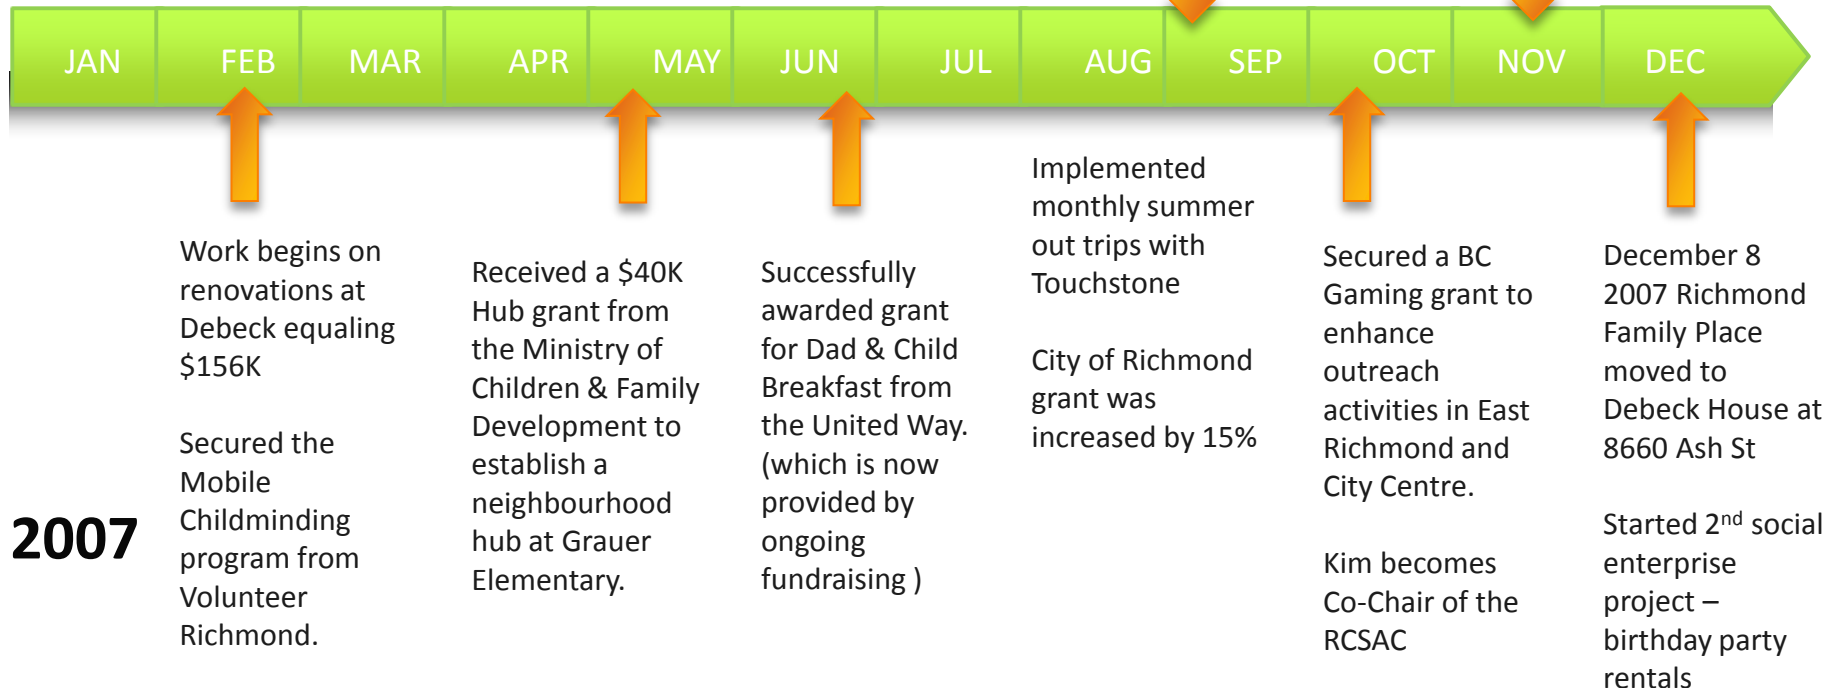 JAN FEB MAR APR MAY JUN JUL AUG SEP OCT NOV DEC
Work begins on
renovations at
Debeck equaling
$156K
Secured the
Mobile
Childminding
program from
Volunteer
Richmond.
Received a $40K
Hub grant from
the Ministry of
Children & Family
Development to
establish a
neighbourhood
hub at Grauer
Elementary.
Successfully
awarded grant
for Dad & Child
Breakfast from
the United Way.
(which is now
provided by
ongoing
fundraising )
Implemented
monthly summer
out trips with
Touchstone
City of Richmond
grant was
increased by 15%
Secured a BC
Gaming grant to
enhance
outreach
activities in East
Richmond and
City Centre.
Kim becomes
Co-Chair of the
RCSAC
December 8
2007 Richmond
Family Place
moved to
Debeck House at
8660 Ash St
Started 2nd social
enterprise
project –
birthday party
rentals
2007